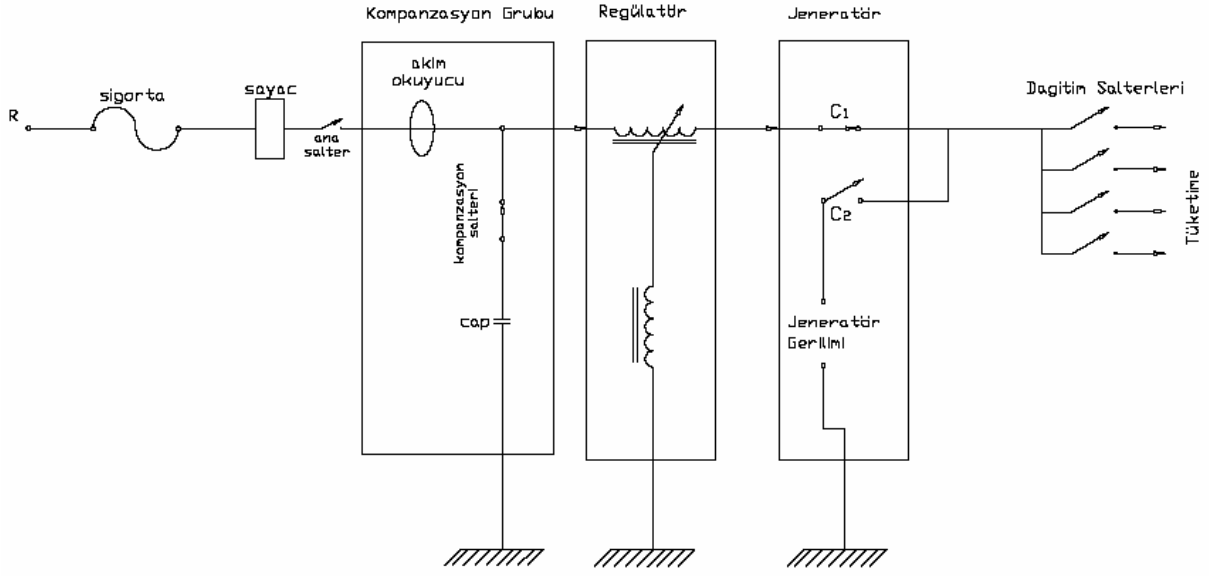 Kompanzasyon Grubu
Regülatör
Jeneratör
akim
okuyucu
sigorta
sayac
R
ana
salter
kompanzasyon
salteri
cap
C1
C2
Jeneratör
Gerilimi
Dagitim Salterleri
Tüketime